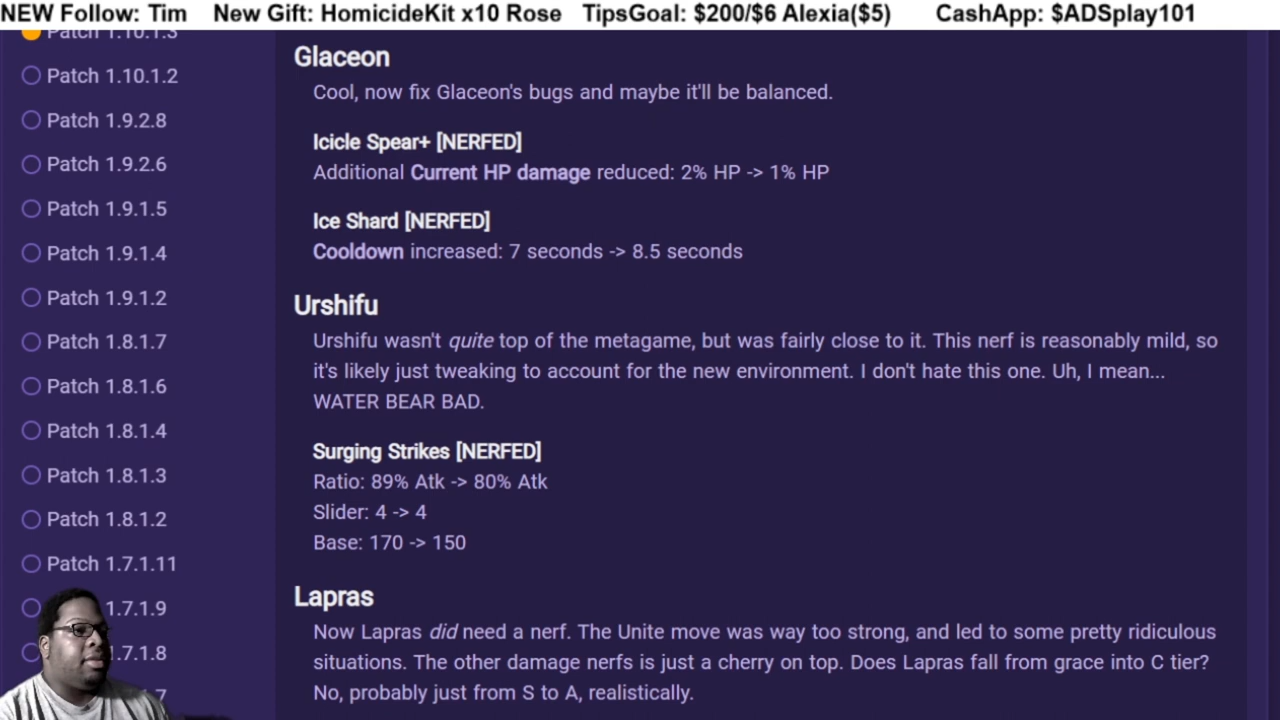 NEW Follow: Tim New Gift: HomicideKit x10 Rose TipsGoal: $200/$6 Alexia($5) CashApp: $ADSplay101
Patch 1.10.1.3
Patch 1.10.1.2
Patch 1.9.2.8
Patch 1.9.2.6
Patch 1.9.1.5
Patch 1.9.1.4
Patch 1.9.1.2
Patch 1.8.1.7
Patch 1.8.1.6
Patch 1.8.1.4
Patch 1.8.1.3
Patch 1.8.1.2
Patch 1.7.1.11
1.7.1.9
1.7.1.8
Glaceon
Cool, now fix Glaceon's bugs and maybe it'll be balanced.
Icicle Spear+ [NERFED]
Additional Current HP damage reduced: 2% HP -> 1% HP
Ice Shard [NERFED]
Cooldown increased: 7 seconds -> 8.5 seconds
Urshifu
Urshifu wasn't quite top of the metagame, but was fairly close to it. This nerf is reasonably mild, so
it's likely just tweaking to account for the new environment. I don't hate this one. Uh, I mean...
WATER BEAR BAD.
Surging Strikes [NERFED]
Ratio: 89% Atk -> 80% Atk
Slider: 4 -> 4
Base: 170 -> 150
Lapras
Now Lapras did need a nerf. The Unite move was way too strong, and led to some pretty ridiculous
situations. The other damage nerfs is just a cherry on top. Does Lapras fall from grace into C tier?
No, probably just from S to A, realistically.